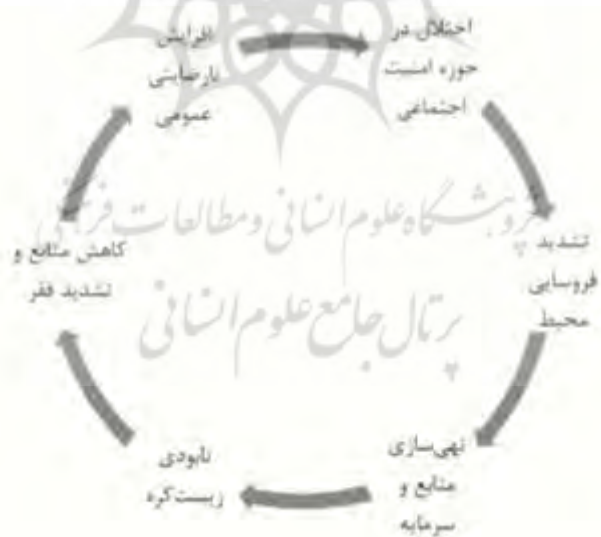 اختلال در
حوزه امنیت
اجتماعی
تشدید
فروسایی
محیط
تهی‌سازی
منابع و
سرمایه
نابودی
زیست‌کره
کاهش منابع و
تشدید فقر
افزایش
نارضایتی
عمومی
پژوهشگاه علوم انسانی و مطالعات فرهنگی
پرتال جامع علوم انسانی